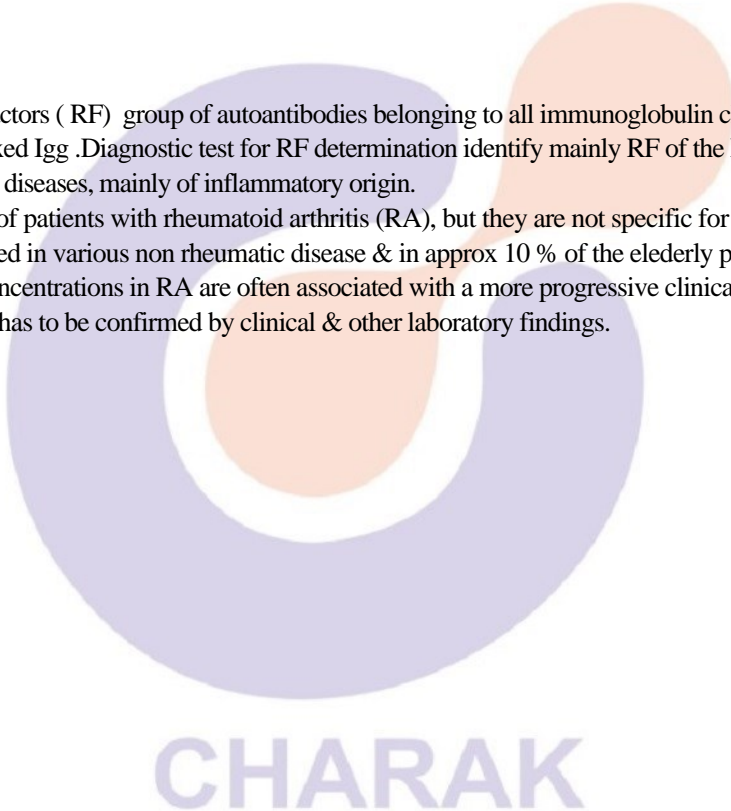 ctors ( RF) group of autoantibodies belonging to all immunoglobulin c
xed Igg .Diagnostic test for RF determination identify mainly RF of the
diseases, mainly of inflammatory origin.
of patients with rheumatoid arthritis (RA), but they are not specific for
ed in various non rheumatic disease & in approx 10 % of the elederly p
ncentrations in RA are often associated with a more progressive clinica
has to be confirmed by clinical & other laboratory findings.
CHARAK